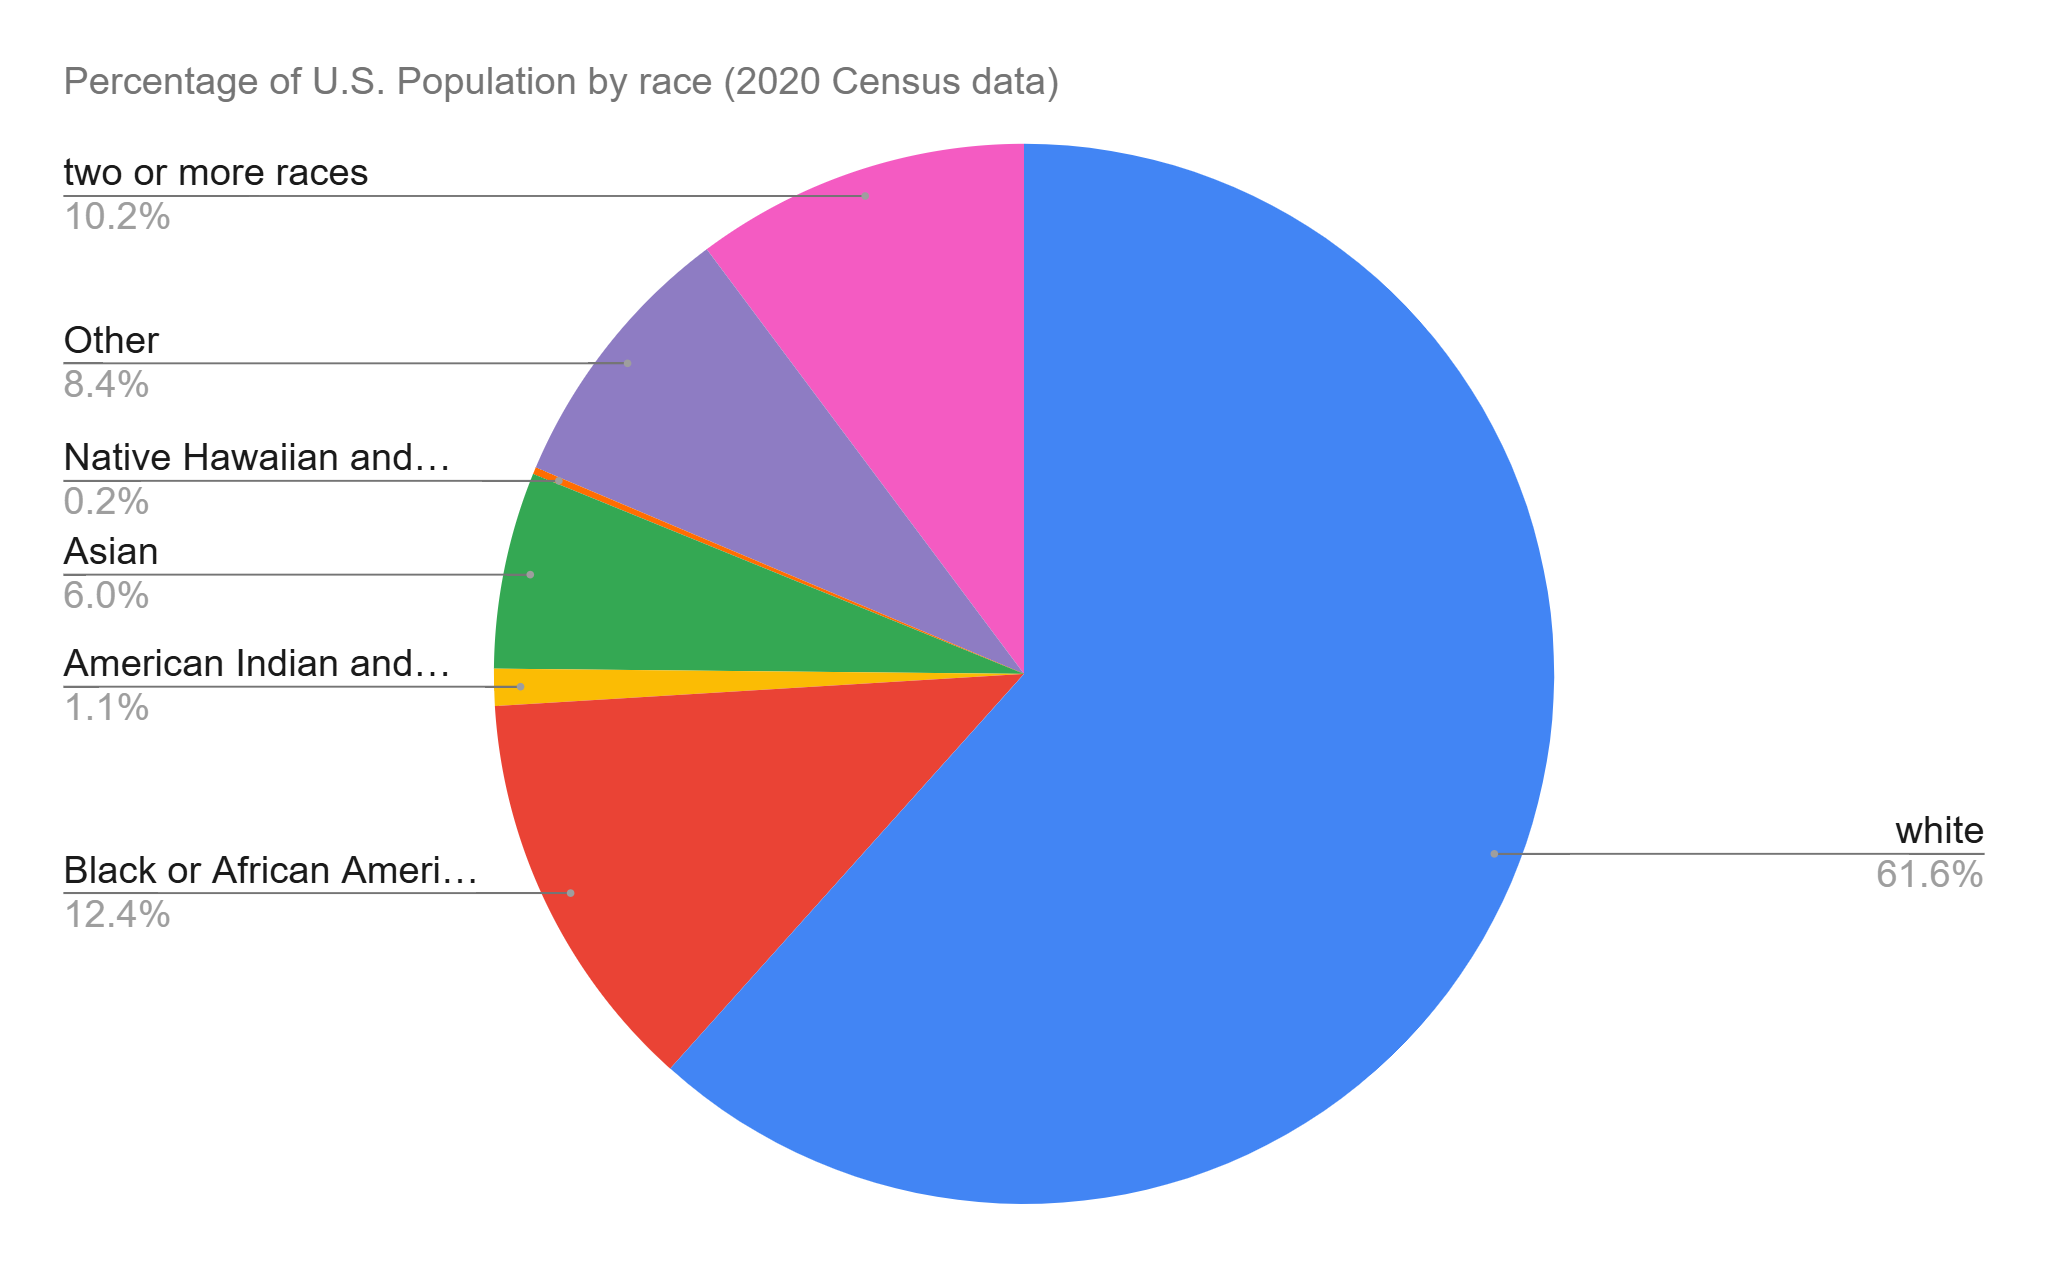 Percentage of U.S. Population by race (2020 Census data)
two or more races
10.2%
Other
8.4%
Native Hawaiian and…
0.2%
Asian
6.0%
American Indian and…
1.1%
Black or African Ameri…
12.4%
white
61.6%